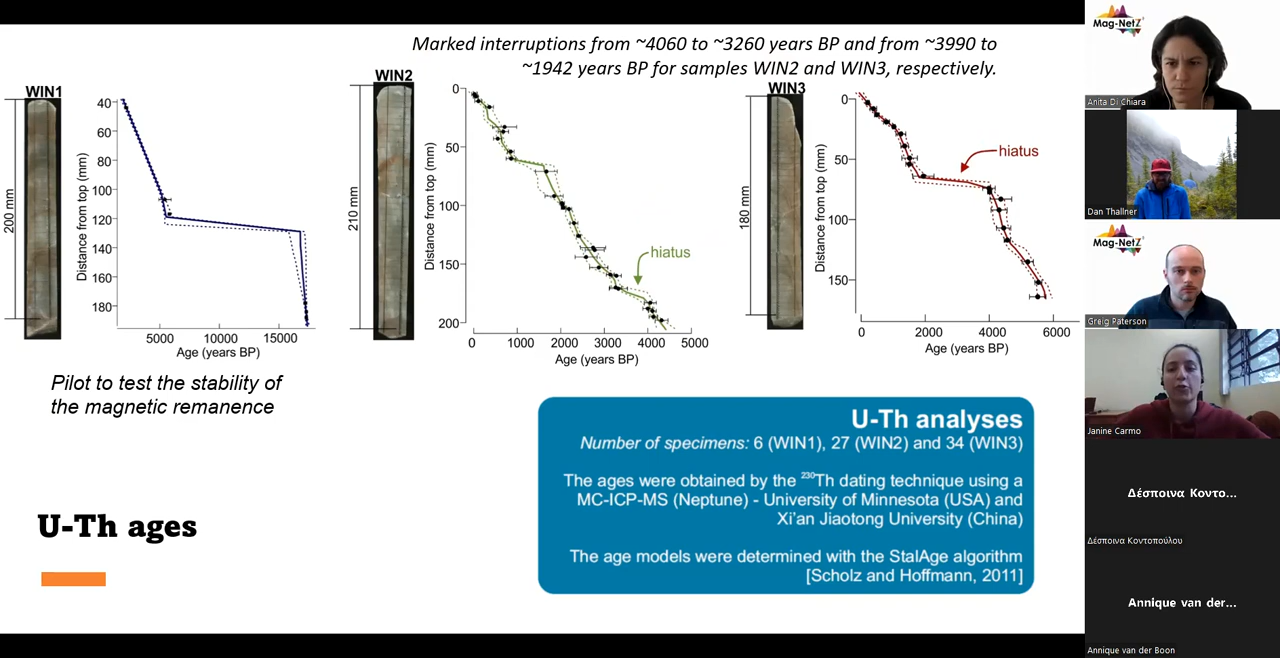 Marked interruptions from ~4060 to ~3260 years BP and from ~3990 to
~1942 years BP for samples WIN2 and WIN3, respectively.
WIN1
200 mm
Distance from top (mm)
40
60
80
100
120
140
160
180
5000
10000
15000
Age (years BP)
WIN2
210 mm
Distance from top (mm)
0
50
100
150
200
hiatus
0
1000
2000
3000
4000
5000
Age (years BP)
WIN3
180 mm
Distance from top (mm)
0
50
100
150
hiatus
0
2000
4000
6000
Age (years BP)
Pilot to test the stability of
the magnetic remanence
U-Th ages
U-Th analyses
Number of specimens: 6 (WIN1), 27 (WIN2) and 34 (WIN3)
The ages were obtained by the ²³⁰Th dating technique using a
MC-ICP-MS (Neptune) - University of Minnesota (USA) and
Xi'an Jiaotong University (China)
The age models were determined with the StalAge algorithm
[Scholz and Hoffmann, 2011]
Mag-NetZ
Anita Di Chiara
Dan Thallner
Mag-NetZ
Greig Paterson
Janine Carmo
Δέσποινα Κοντο...
Δέσποινα Κοντοπούλου
Annique van der...
Annique van der Boon